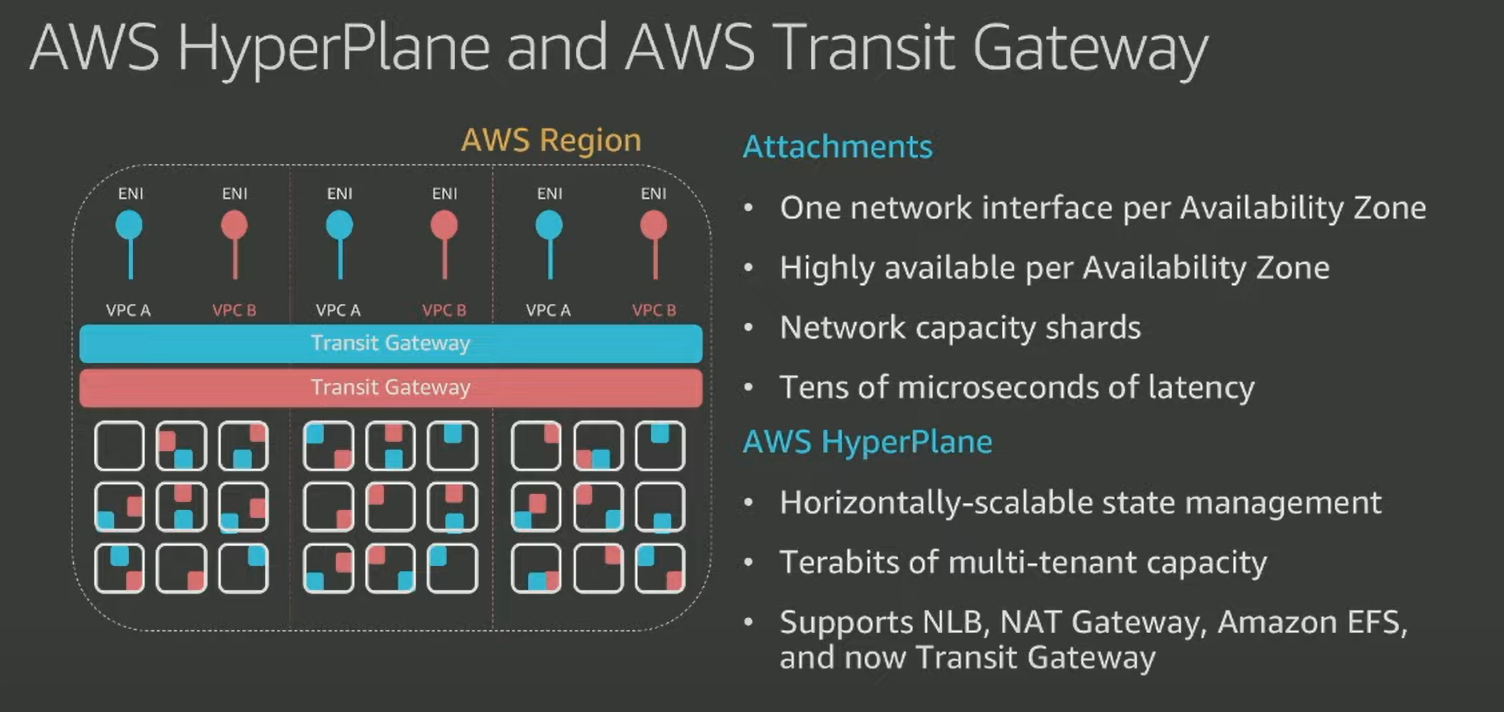 AWS HyperPlane and AWS Transit Gateway
AWS Region
ENI ENI ENI ENI ENI ENI
VPC A VPC B VPC A VPC B VPC A VPC B
Transit Gateway
Transit Gateway
Attachments
• One network interface per Availability Zone
• Highly available per Availability Zone
• Network capacity shards
• Tens of microseconds of latency
AWS HyperPlane
• Horizontally-scalable state management
• Terabits of multi-tenant capacity
• Supports NLB, NAT Gateway, Amazon EFS,
and now Transit Gateway